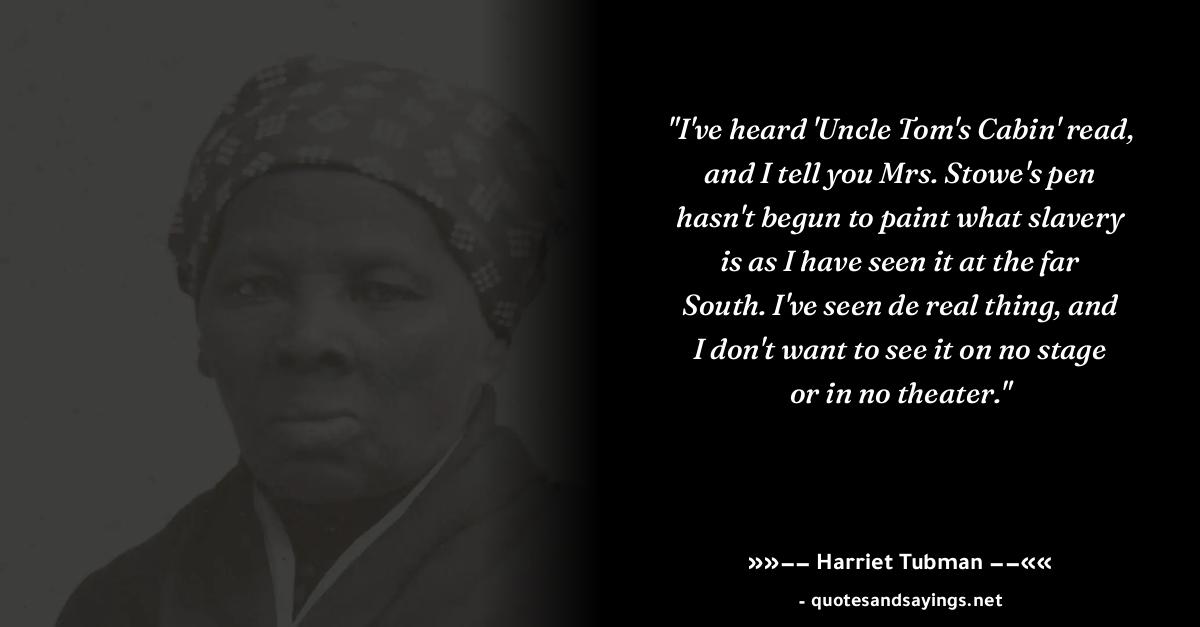 "I've heard 'Uncle Tom's Cabin' read,
and I tell you Mrs. Stowe's pen
hasn't begun to paint what slavery
is as I have seen it at the far
South. I've seen de real thing, and
I don't want to see it on no stage
or in no theater."
»»−− Harriet Tubman −−««
- quotesandsayings.net